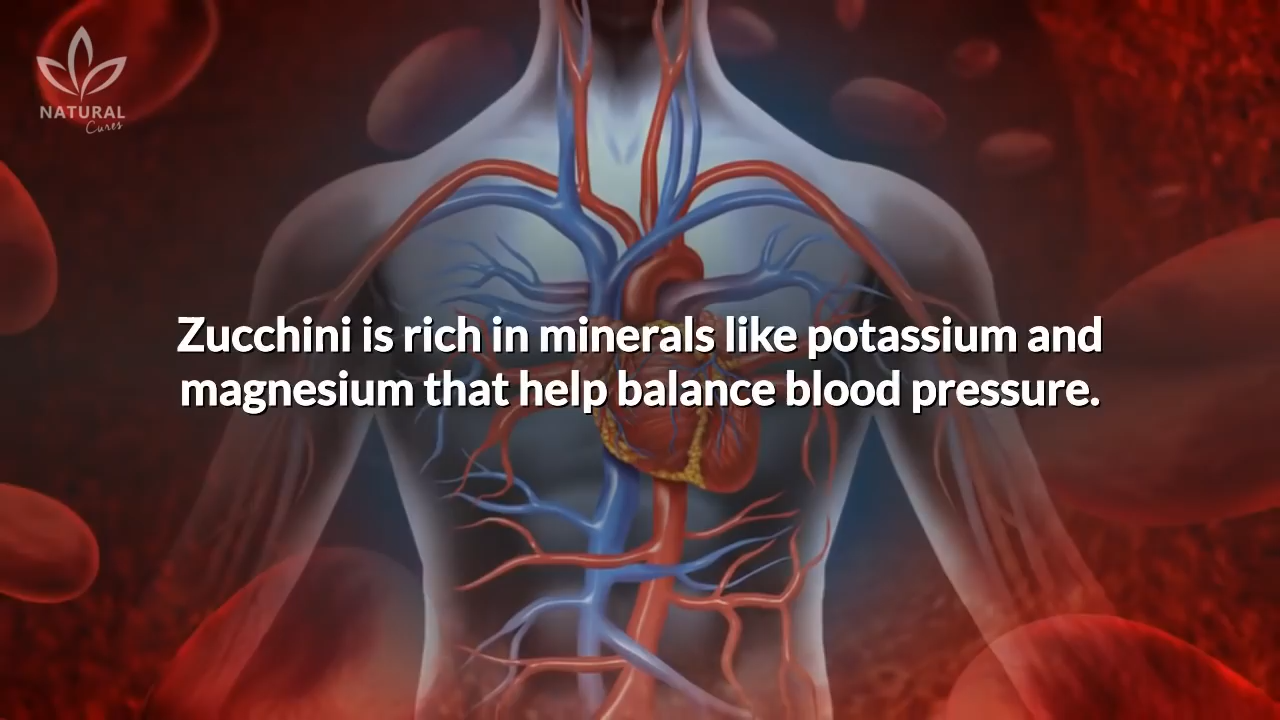 NATURAL
Cures
Zucchini is rich in minerals like potassium and
magnesium that help balance blood pressure.